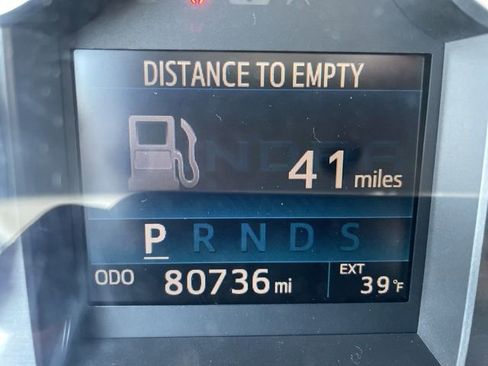 DISTANCE TO EMPTY
41 miles
P R N D S
ODO 80736 mi
EXT
39°F